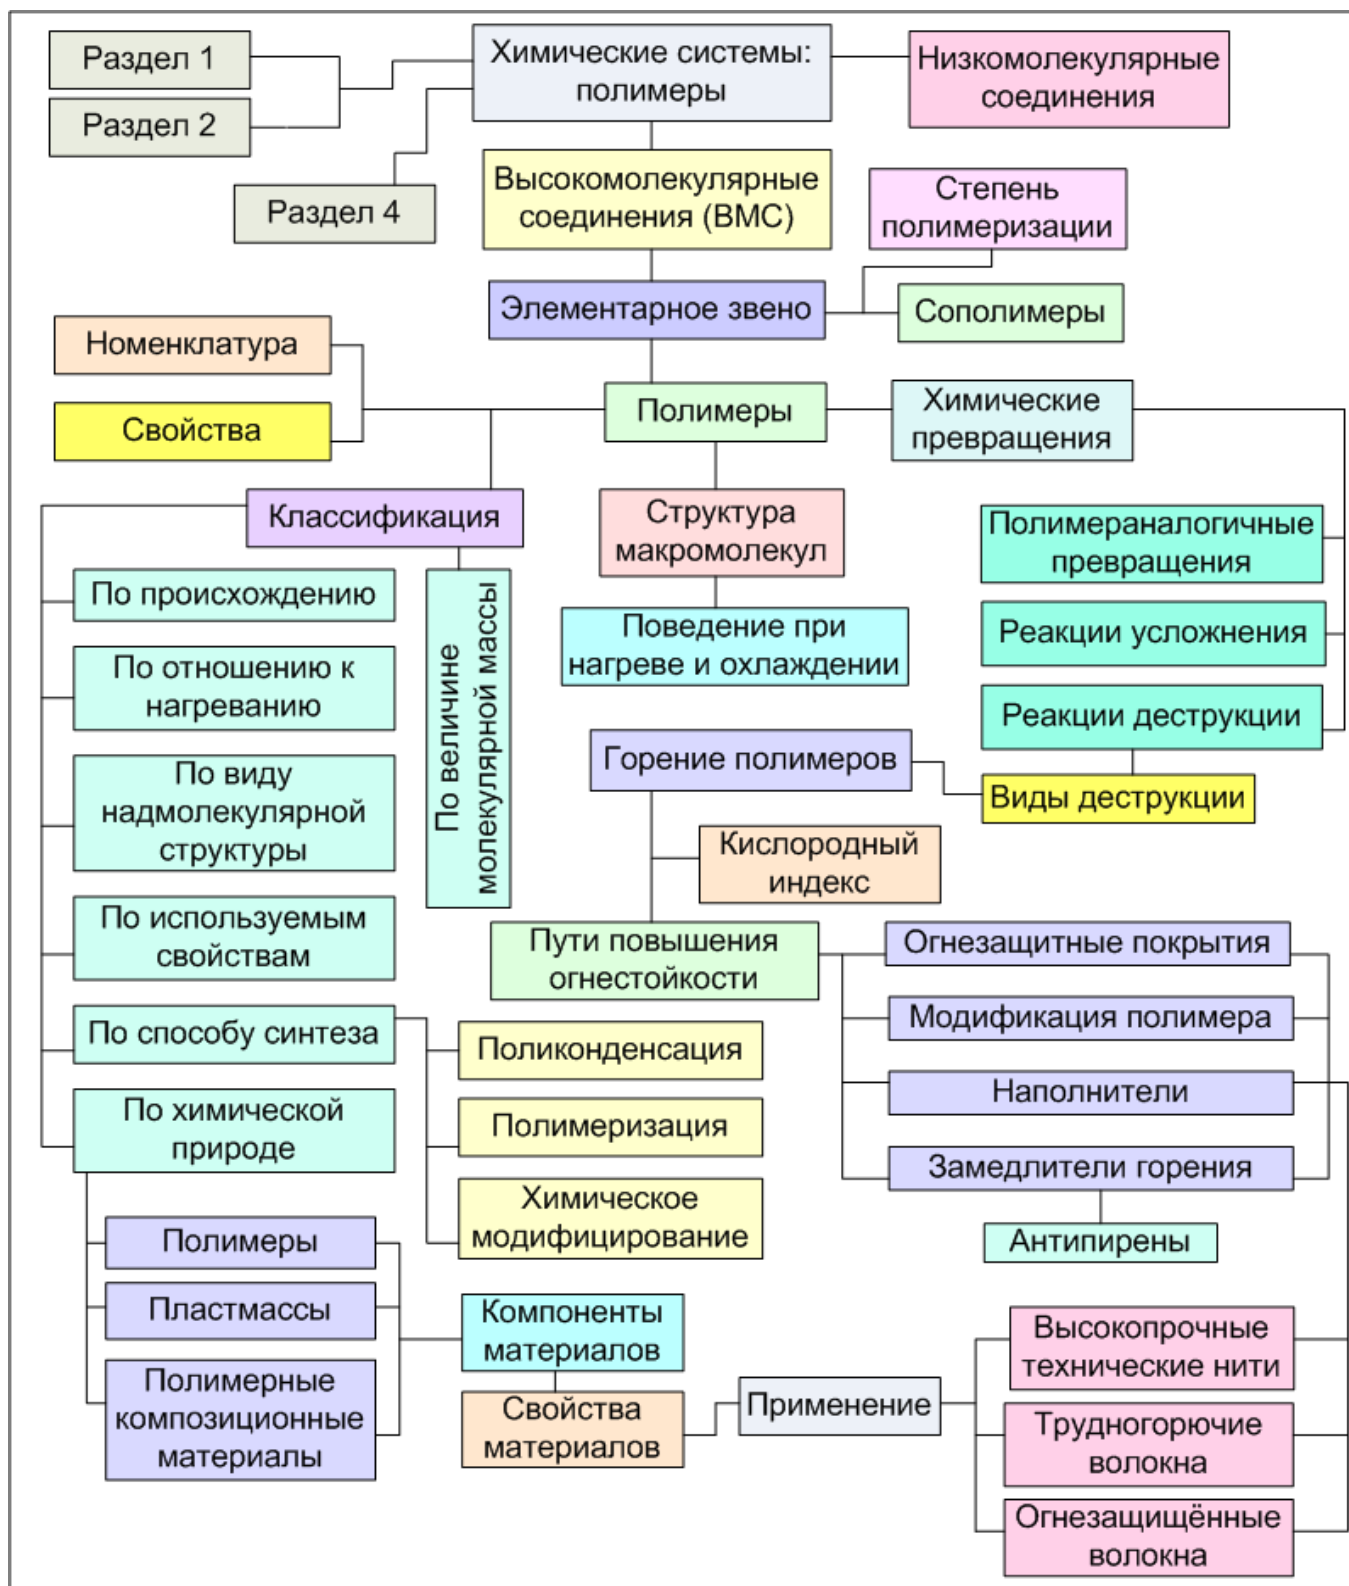 Раздел 1
Химические системы:
полимеры
Низкомолекулярные
соединения
Раздел 2
Раздел 4
Высокомолекулярные
соединения (ВМС)
Степень
полимеризации
Элементарное звено
Сополимеры
Номенклатура
Свойства
Полимеры
Химические
превращения
Классификация
Структура
макромолекул
Полимераналогичные
превращения
По происхождению
По величине
молекулярной массы
Поведение при
нагреве и охлаждении
Реакции усложнения
По отношению к
нагреванию
Реакции деструкции
Горение полимеров
Виды деструкции
По виду
надмолекулярной
структуры
Кислородный
индекс
По используемым
свойствам
Пути повышения
огнестойкости
Огнезащитные покрытия
Модификация полимера
Наполнители
Замедлители горения
Антипирены
По способу синтеза
Поликонденсация
Полимеризация
Химическое
модифицирование
По химической
природе
Полимеры
Пластмассы
Полимерные
композиционные
материалы
Компоненты
материалов
Свойства
материалов
Применение
Высокопрочные
технические нити
Трудногорючие
волокна
Огнезащищённые
волокна